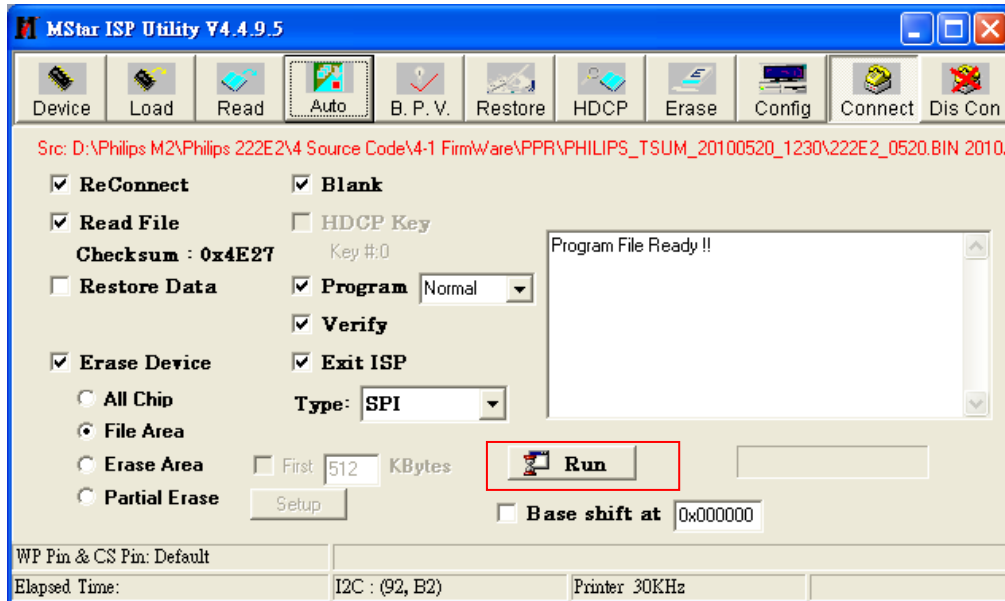 MStar ISP Utility V4.4.9.5
Device Load Read Auto B. P. V. Restore HDCP Erase Config Connect Dis Con
Src: D:\Philips M2\Philips 222E2\4 Source Code\4-1 FirmWare\PPR\PHILIPS_TSUM_20100520_1230\222E2_0520.BIN 2010.
ReConnect Blank
Read File HDCP Key
Checksum : 0x4E27 Key #:0
Program File Ready !!
Restore Data Program Normal
Verify
Erase Device Exit ISP
All Chip Type: SPI
File Area
Erase Area First 512 KBytes Run
Partial Erase Setup
Base shift at 0x000000
WP Pin & CS Pin: Default
Elapsed Time: I2C : (92, B2) Printer 30KHz